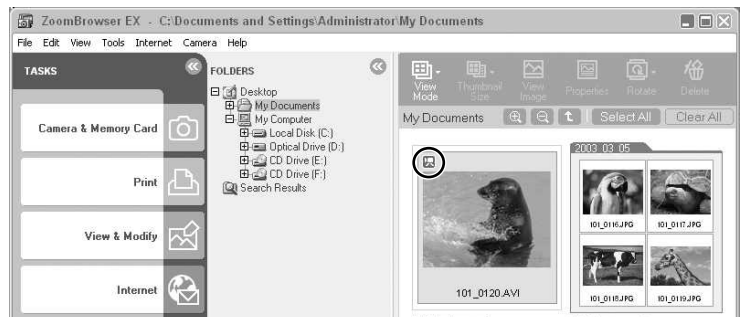 ZoomBrowser EX - C:\Documents and Settings\Administrator\My Documents
File Edit View Tools Internet Camera Help
TASKS
Camera & Memory Card
Print
View & Modify
Internet
FOLDERS
Desktop
My Documents
My Computer
Local Disk (C:)
Optical Drive (D:)
CD Drive (E:)
CD Drive (F:)
Search Results
View Mode
Thumbnail Size
View Image
Properties
Rotate
Delete
My Documents
Select All
Clear All
101_0120.AVI
2003 03 05
101_0116.JPG
101_0117.JPG
101_0118.JPG
101_0119.JPG